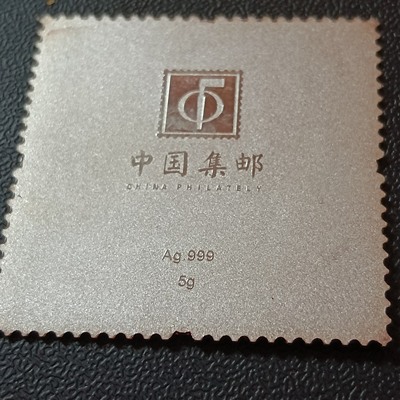 中国集邮
CHINA PHILATELY
Ag.999
5g